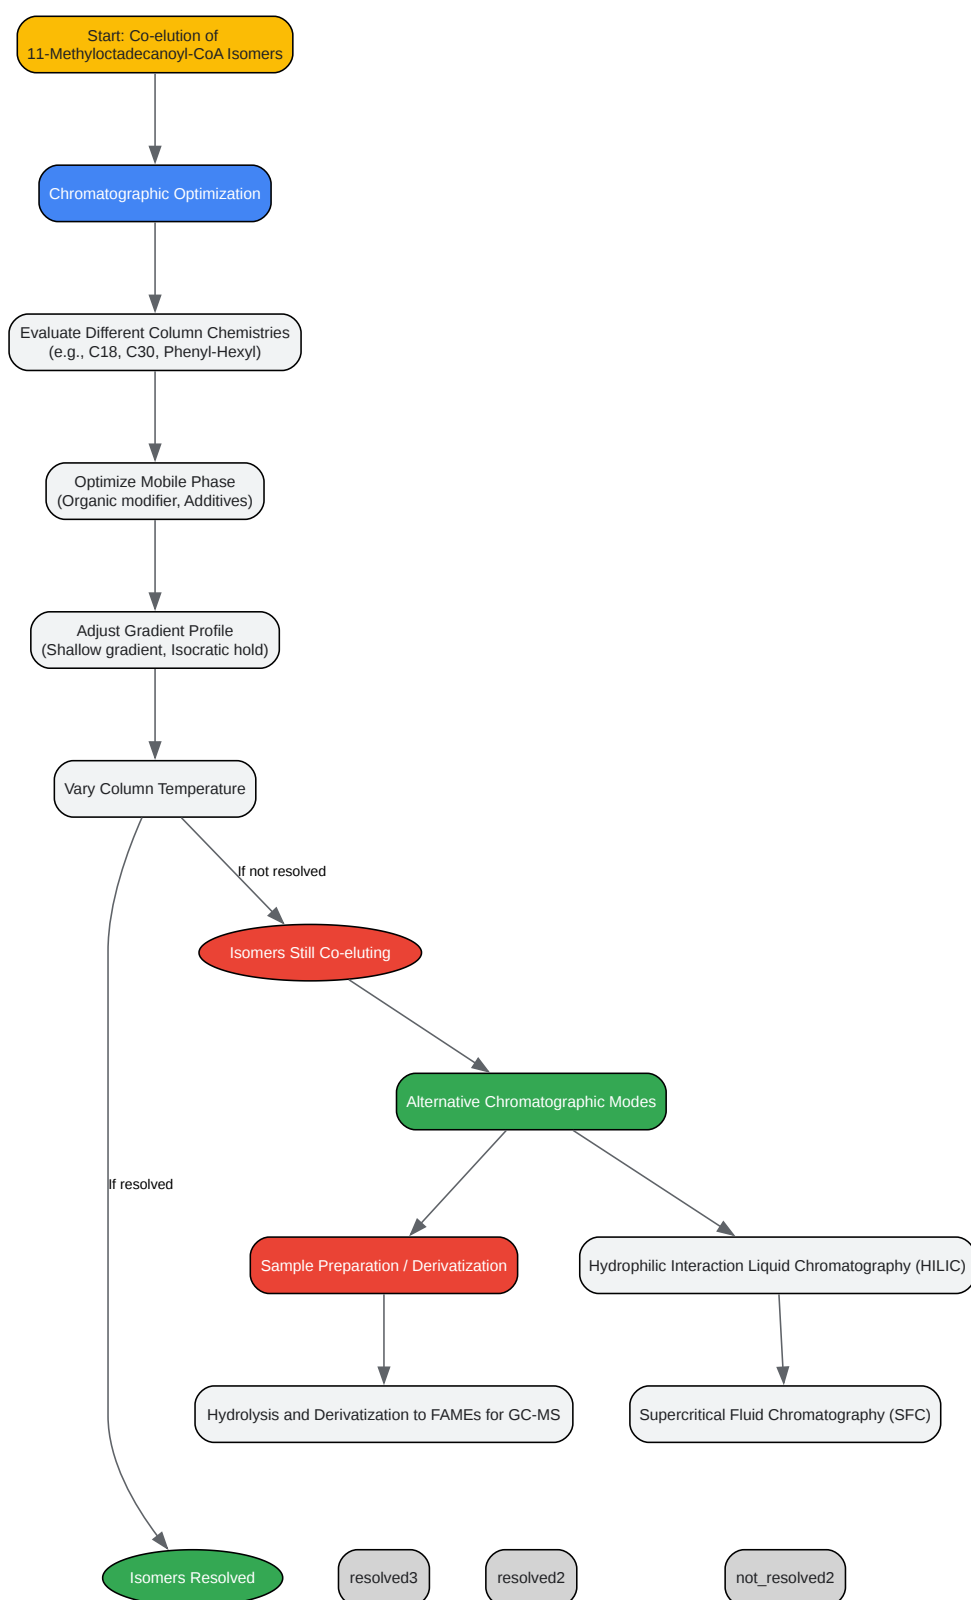 Start: Co-elution of
11-Methyloctadecanoyl-CoA Isomers
Chromatographic Optimization
Evaluate Different Column Chemistries
(e.g., C18, C30, Phenyl-Hexyl)
Optimize Mobile Phase
(Organic modifier, Additives)
Adjust Gradient Profile
(Shallow gradient, Isocratic hold)
Vary Column Temperature
If not resolved
Isomers Still Co-eluting
Alternative Chromatographic Modes
If resolved
Sample Preparation / Derivatization
Hydrophilic Interaction Liquid Chromatography (HILIC)
Hydrolysis and Derivatization to FAMEs for GC-MS
Supercritical Fluid Chromatography (SFC)
Isomers Resolved
resolved3
resolved2
not_resolved2